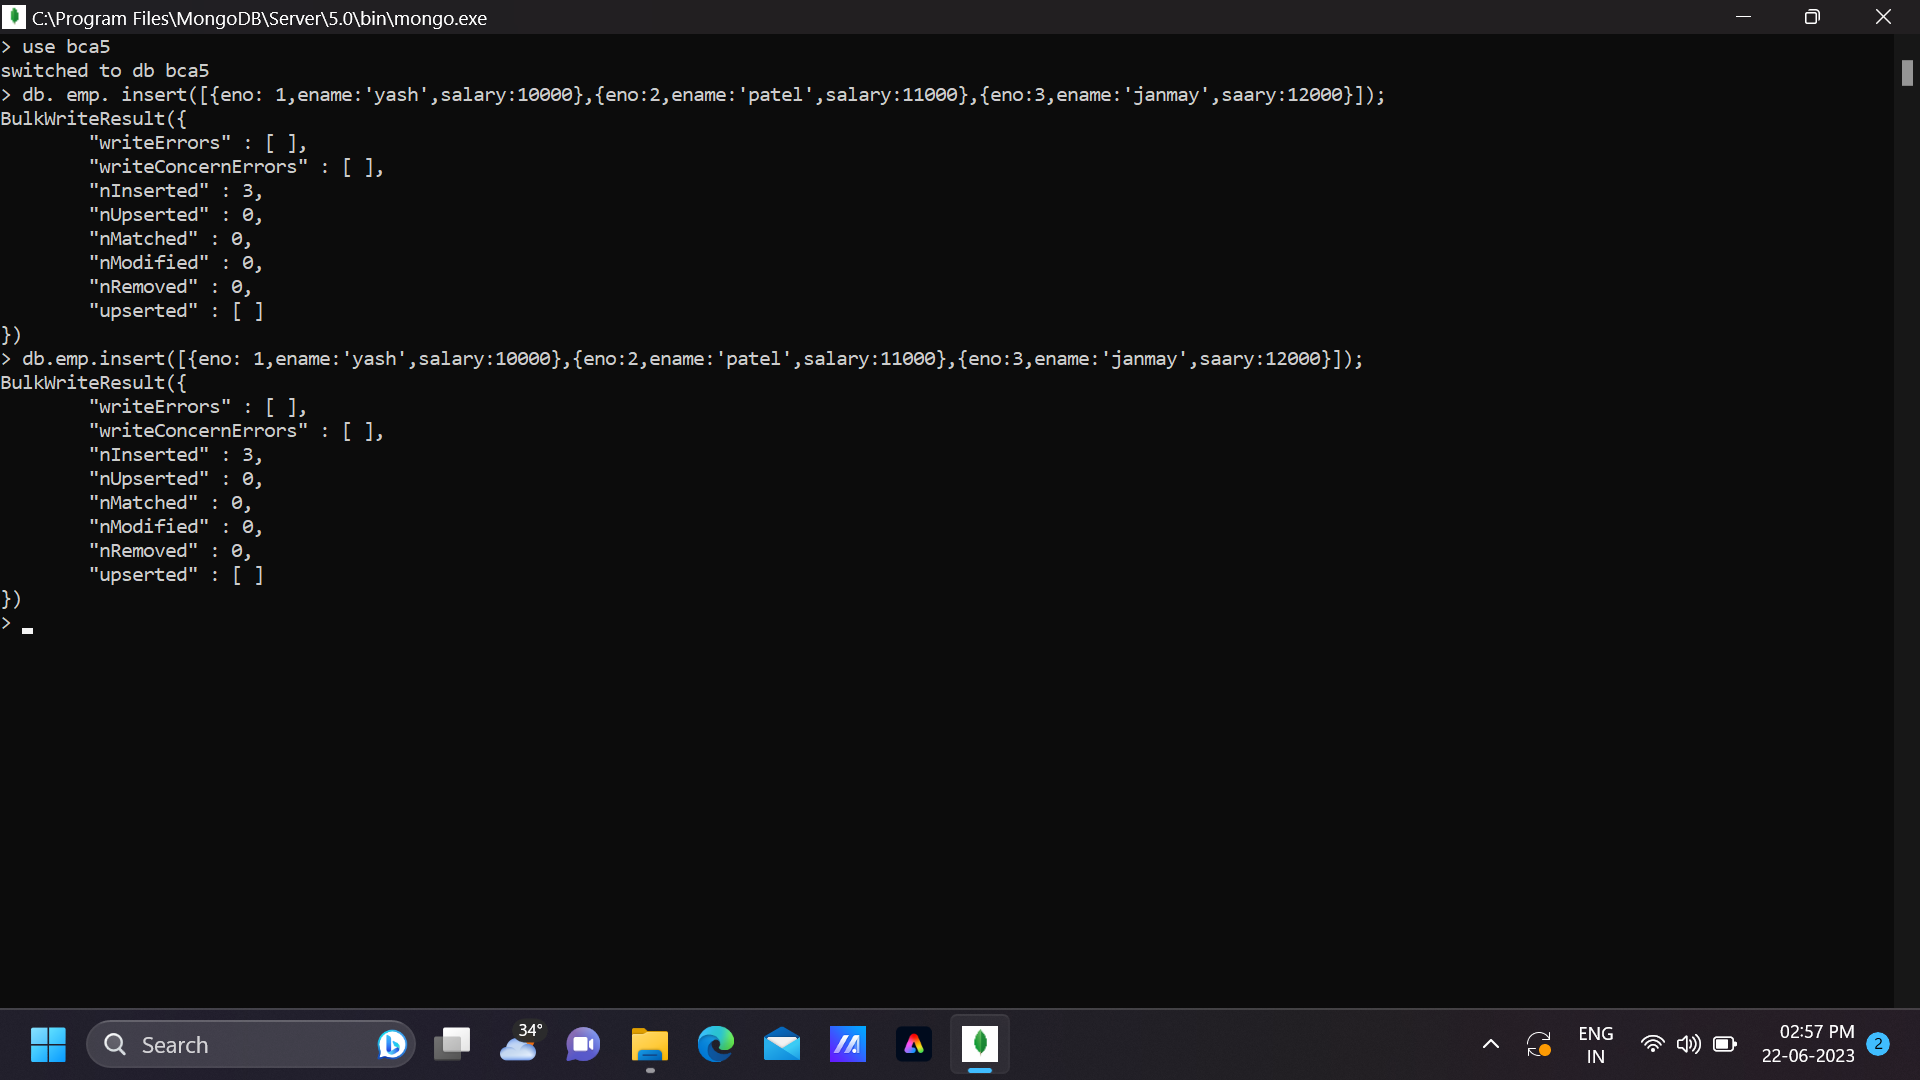 C:\Program Files\MongoDB\Server\5.0\bin\mongo.exe
> use bca5
switched to db bca5
> db. emp. insert([{eno: 1,ename:'yash',salary:10000},{eno:2,ename:'patel',salary:11000},{eno:3,ename:'janmay',saary:12000}]);
BulkWriteResult({
        "writeErrors" : [ ],
        "writeConcernErrors" : [ ],
        "nInserted" : 3,
        "nUpserted" : 0,
        "nMatched" : 0,
        "nModified" : 0,
        "nRemoved" : 0,
        "upserted" : [ ]
})
> db.emp.insert([{eno: 1,ename:'yash',salary:10000},{eno:2,ename:'patel',salary:11000},{eno:3,ename:'janmay',saary:12000}]);
BulkWriteResult({
        "writeErrors" : [ ],
        "writeConcernErrors" : [ ],
        "nInserted" : 3,
        "nUpserted" : 0,
        "nMatched" : 0,
        "nModified" : 0,
        "nRemoved" : 0,
        "upserted" : [ ]
})
> _
Search
34°
ENG
IN
02:57 PM
22-06-2023
2